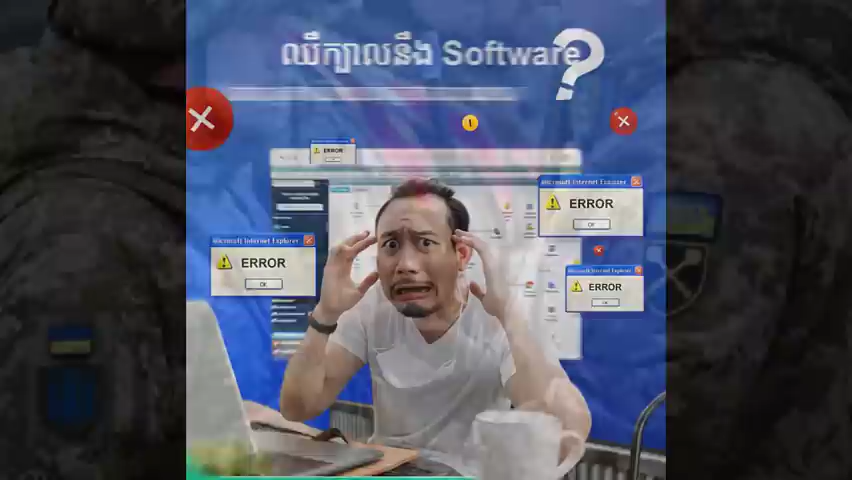 ឈឺក្បាលនឹង Software ?
ERROR
Microsoft Internet Explorer
ERROR
OK
Microsoft Internet Explorer
ERROR
OK
Microsoft Internet Explorer
ERROR
OK